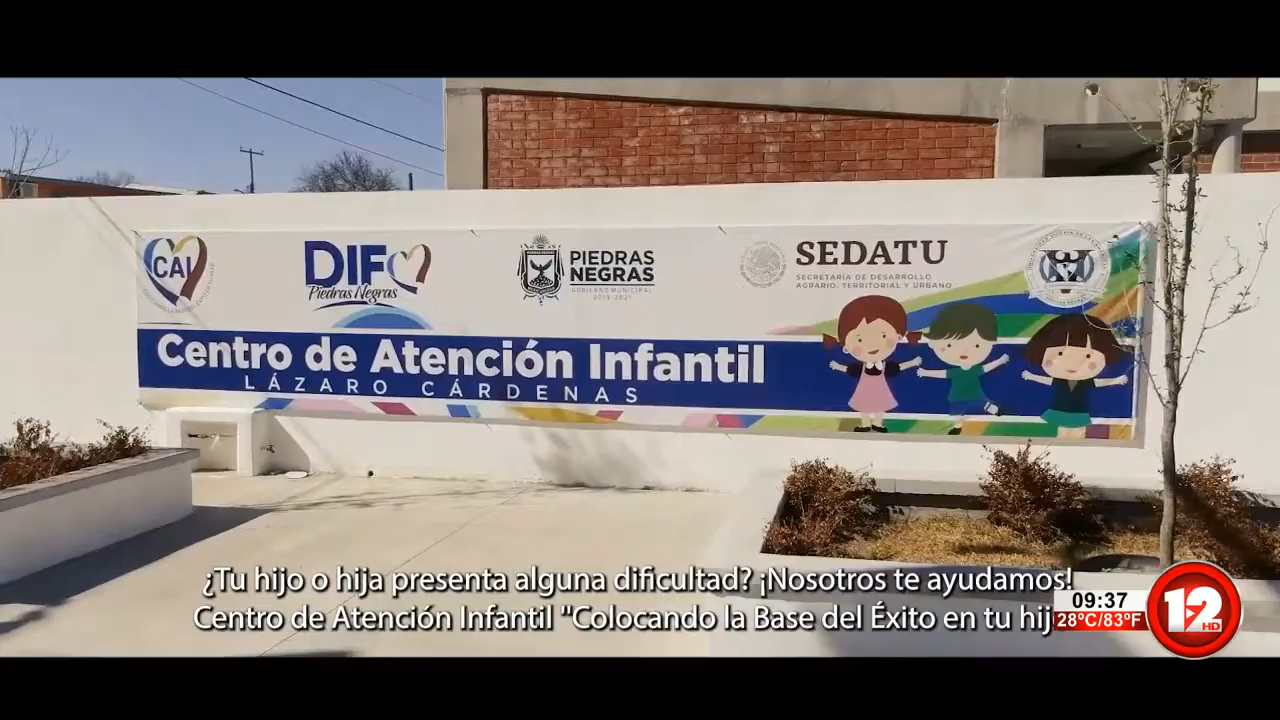 CAI
DIF
Piedras Negras
PIEDRAS
NEGRAS
GOBIERNO MUNICIPAL
2019-2021
SEDATU
SECRETARÍA DE DESARROLLO
AGRARIO, TERRITORIAL Y URBANO
Centro de Atención Infantil
LÁZARO CÁRDENAS
¿Tu hijo o hija presenta alguna dificultad? ¡Nosotros te ayudamos!
Centro de Atención Infantil "Colocando la Base del Éxito en tu hij
09:37
28°C/83°F
12
HD